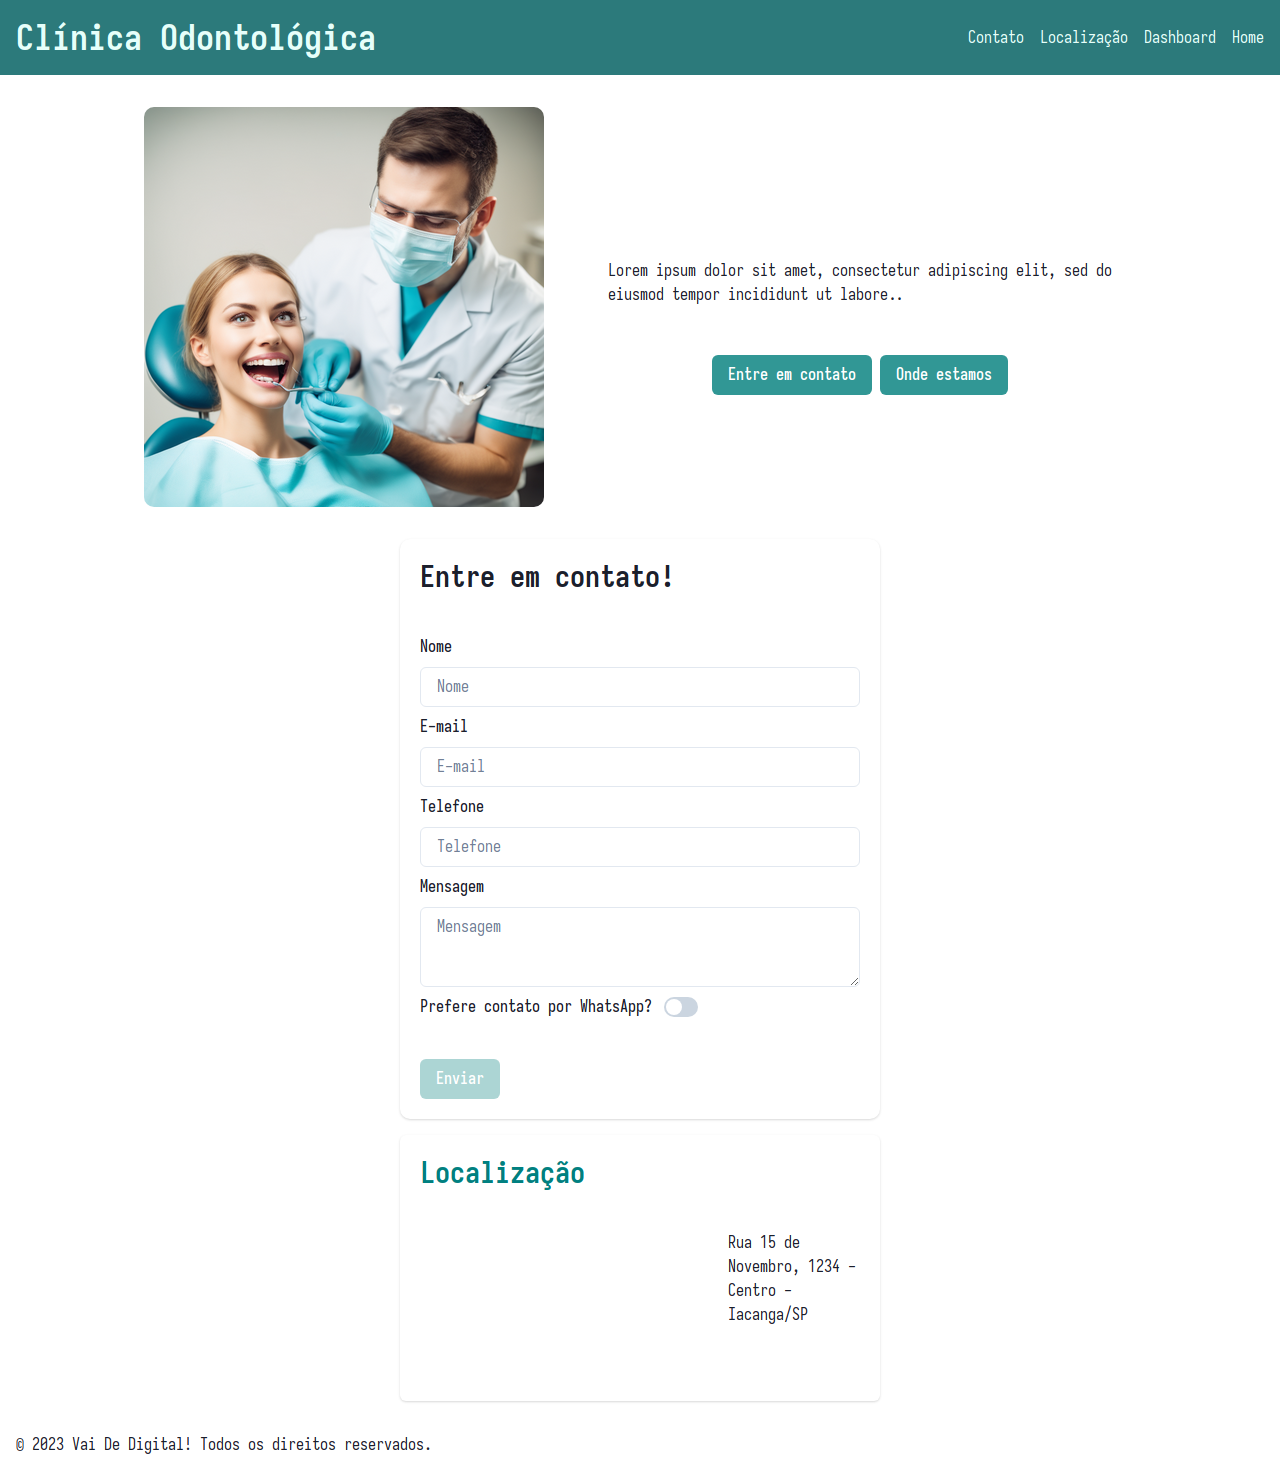 Clínica Odontológica
Contato Localização Dashboard Home
Lorem ipsum dolor sit amet, consectetur adipiscing elit, sed do
eiusmod tempor incididunt ut labore..
Entre em contato Onde estamos
Entre em contato!
Nome
Nome
E-mail
E-mail
Telefone
Telefone
Mensagem
Mensagem
Prefere contato por WhatsApp?
Enviar
Localização
Rua 15 de
Novembro, 1234 -
Centro -
Iacanga/SP
© 2023 Vai De Digital! Todos os direitos reservados.